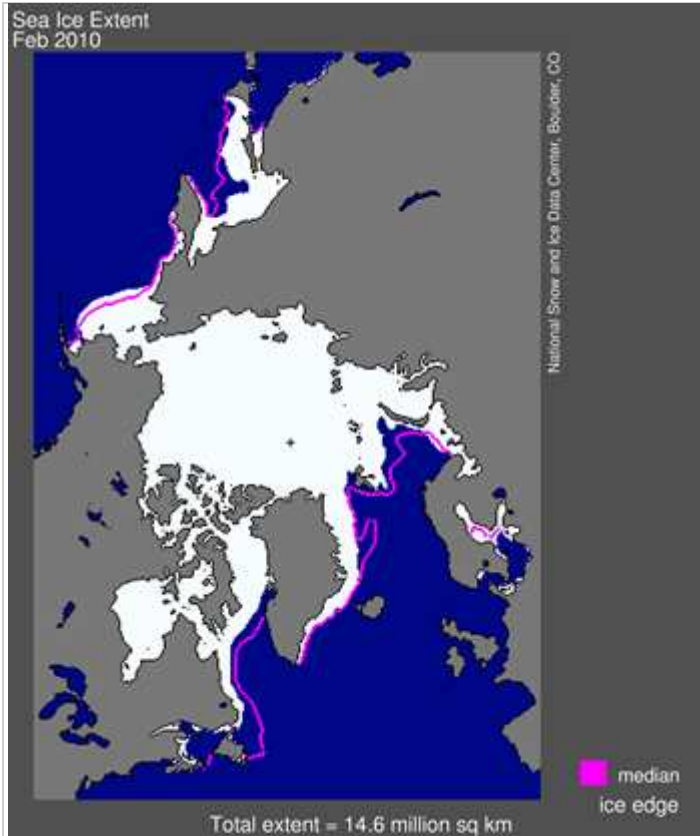 Sea Ice Extent
Feb 2010
National Snow and Ice Data Center, Boulder, CO
median
ice edge
Total extent = 14.6 million sq km